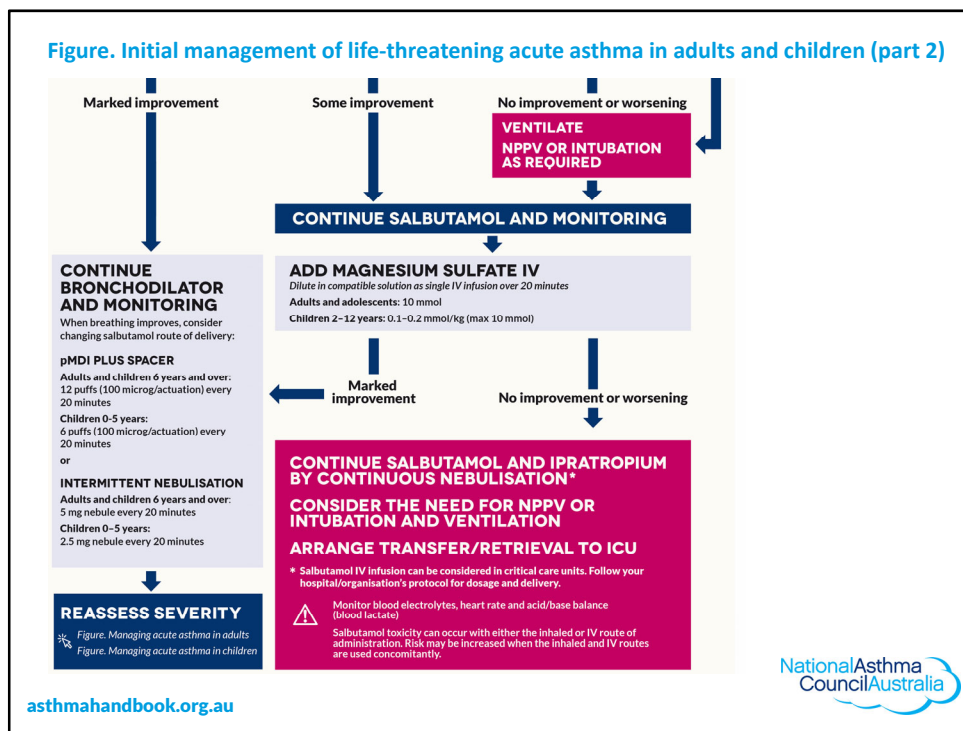 Figure. Initial management of life-threatening acute asthma in adults and children (part 2)
Marked improvement
Some improvement
No improvement or worsening
VENTILATE
NPPV OR INTUBATION
AS REQUIRED
CONTINUE SALBUTAMOL AND MONITORING
CONTINUE
BRONCHODILATOR
AND MONITORING
When breathing improves, consider
changing salbutamol route of delivery:
pMDI PLUS SPACER
Adults and children 6 years and over:
12 puffs (100 microg/actuation) every
20 minutes
Children 0-5 years:
6 puffs (100 microg/actuation) every
20 minutes
or
INTERMITTENT NEBULISATION
Adults and children 6 years and over:
5 mg nebule every 20 minutes
Children 0–5 years:
2.5 mg nebule every 20 minutes
ADD MAGNESIUM SULFATE IV
Dilute in compatible solution as single IV infusion over 20 minutes
Adults and adolescents: 10 mmol
Children 2–12 years: 0.1–0.2 mmol/kg (max 10 mmol)
Marked
improvement
No improvement or worsening
CONTINUE SALBUTAMOL AND IPRATROPIUM
BY CONTINUOUS NEBULISATION*
CONSIDER THE NEED FOR NPPV OR
INTUBATION AND VENTILATION
ARRANGE TRANSFER/RETRIEVAL TO ICU
* Salbutamol IV infusion can be considered in critical care units. Follow your
hospital/organisation's protocol for dosage and delivery.
Monitor blood electrolytes, heart rate and acid/base balance
(blood lactate)
Salbutamol toxicity can occur with either the inhaled or IV route of
administration. Risk may be increased when the inhaled and IV routes
are used concomitantly.
REASSESS SEVERITY
Figure. Managing acute asthma in adults
Figure. Managing acute asthma in children
asthmahandbook.org.au
NationalAsthma
CouncilAustralia